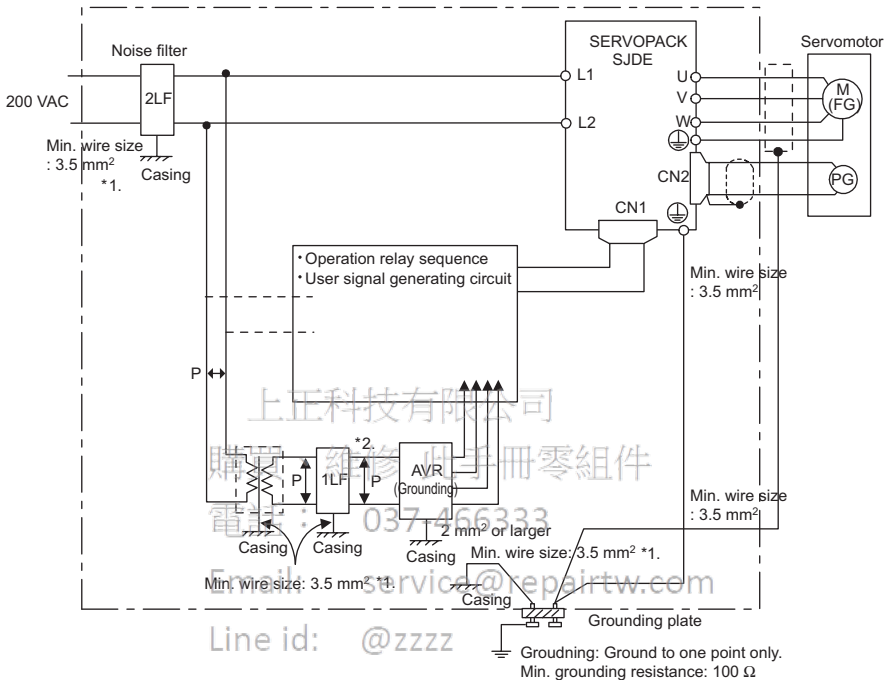 Noise filter
SERVOPACK
SJDE
Servomotor
L1
U
M
(FG)
200 VAC
2LF
V
L2
W
Min. wire size
: 3.5 mm²
*1.
Casing
CN2
PG
CN1
・Operation relay sequence
・User signal generating circuit
Min. wire size
: 3.5 mm²
P
上正科技有限公司
*2.
購買、維修 此手冊零組件
P
1LF
P
AVR
(Grounding)
Min. wire size
: 3.5 mm²
電話: 037-466333
2 mm² or larger
Casing
Casing
Casing
Min. wire size: 3.5 mm² *1.
Min. wire size: 3.5 mm² *1.
Email: service@repairtw.com
Casing
Grounding plate
Line id: @zzzz
Groudning: Ground to one point only.
Min. grounding resistance: 100 Ω